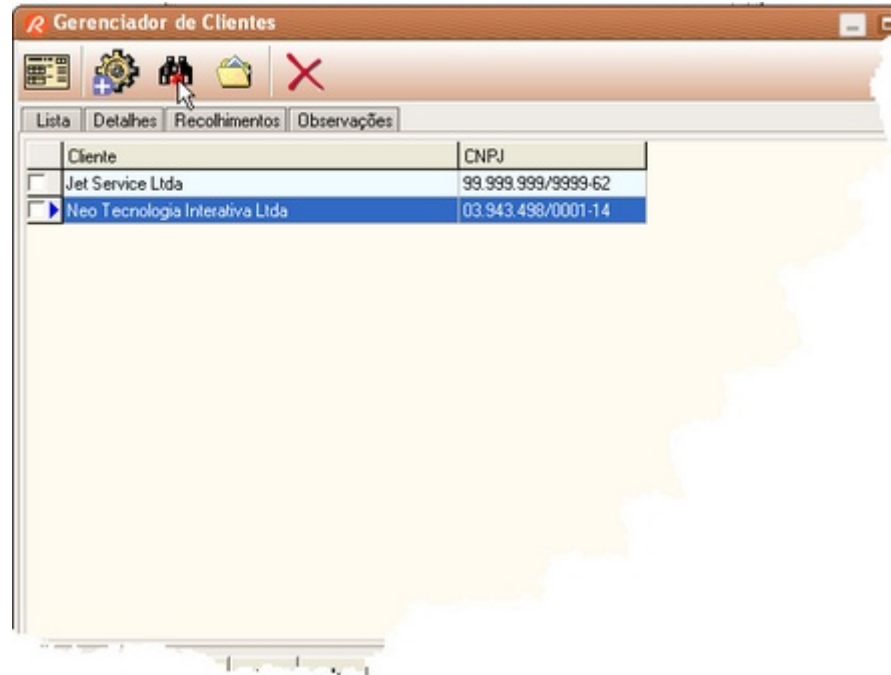 Gerenciador de Clientes
Lista Detalhes Recolhimentos Observações
Cliente CNPJ
Jet Service Ltda 99.999.999/9999-62
Neo Tecnologia Interativa Ltda 03.943.498/0001-14